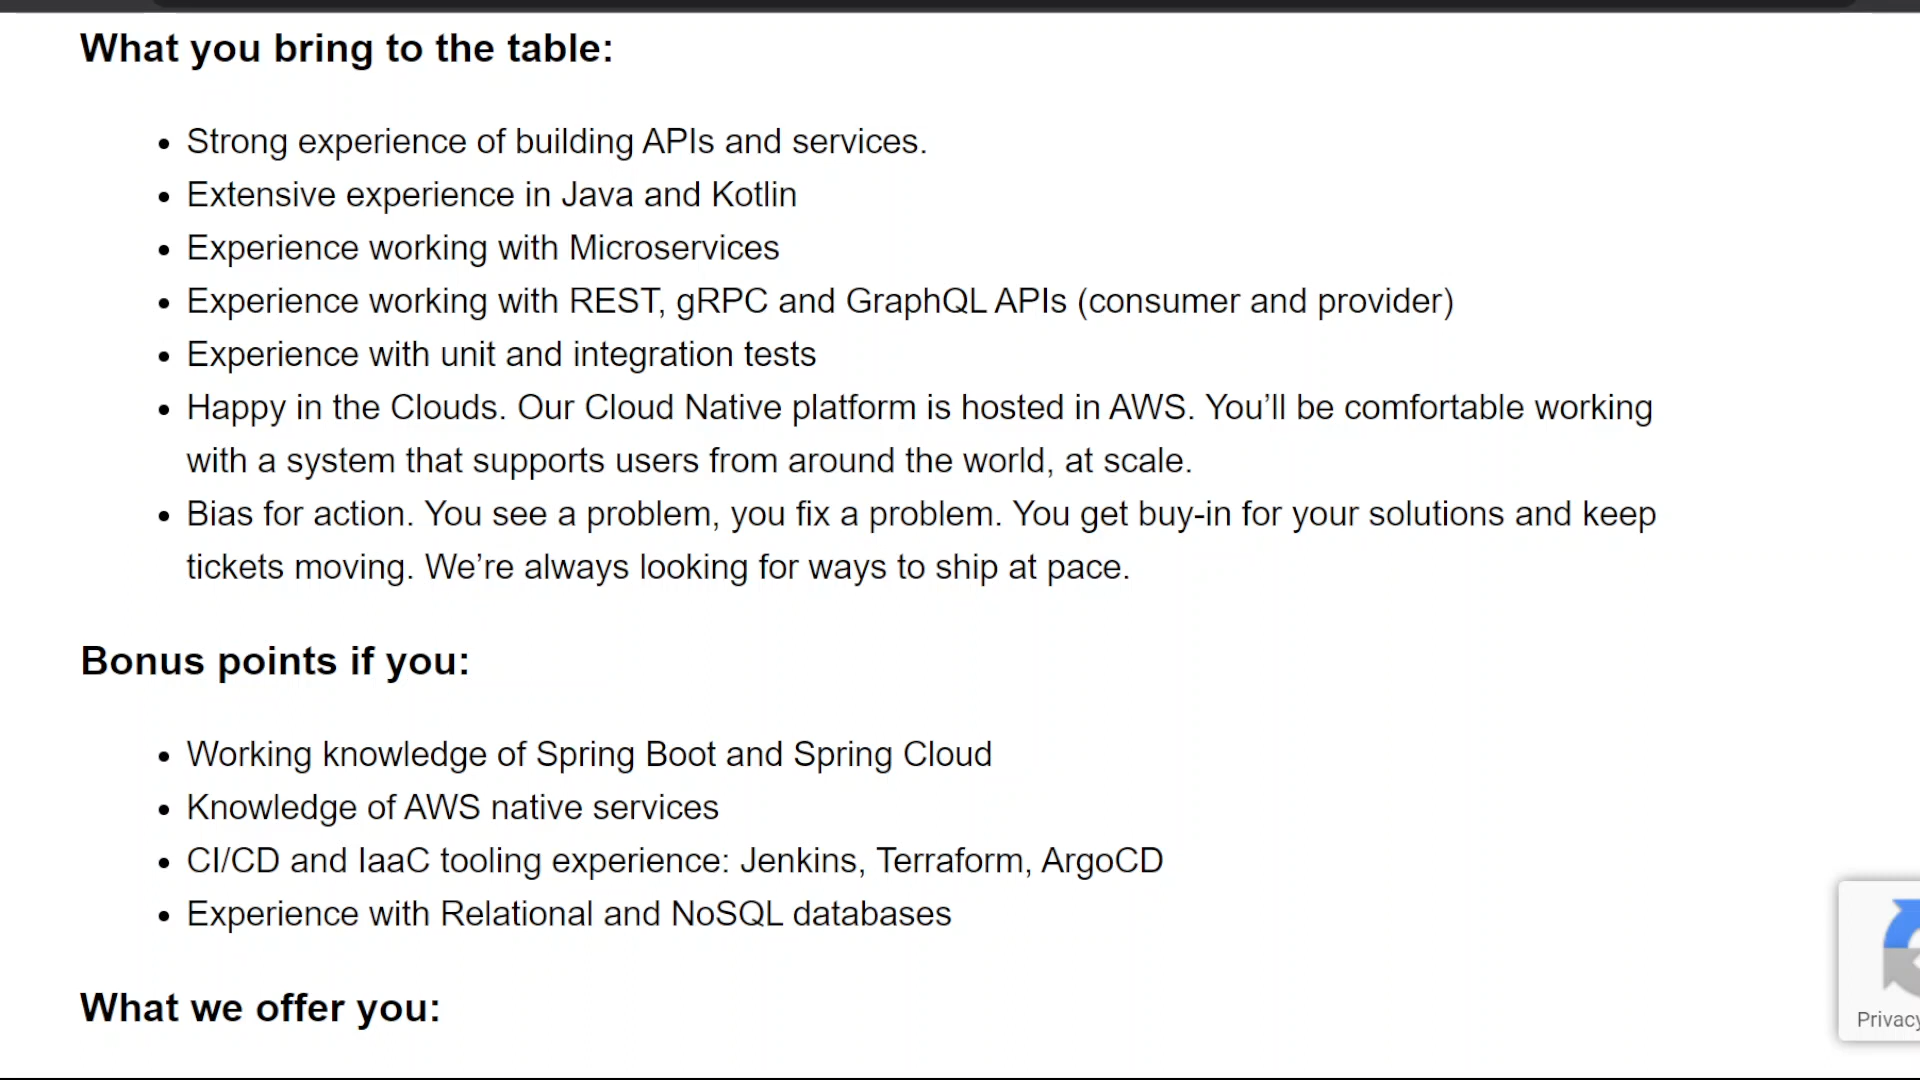 What you bring to the table:
• Strong experience of building APIs and services.
• Extensive experience in Java and Kotlin
• Experience working with Microservices
• Experience working with REST, gRPC and GraphQL APIs (consumer and provider)
• Experience with unit and integration tests
• Happy in the Clouds. Our Cloud Native platform is hosted in AWS. You’ll be comfortable working
with a system that supports users from around the world, at scale.
• Bias for action. You see a problem, you fix a problem. You get buy-in for your solutions and keep
tickets moving. We’re always looking for ways to ship at pace.
Bonus points if you:
• Working knowledge of Spring Boot and Spring Cloud
• Knowledge of AWS native services
• CI/CD and IaaC tooling experience: Jenkins, Terraform, ArgoCD
• Experience with Relational and NoSQL databases
What we offer you:
Privacy